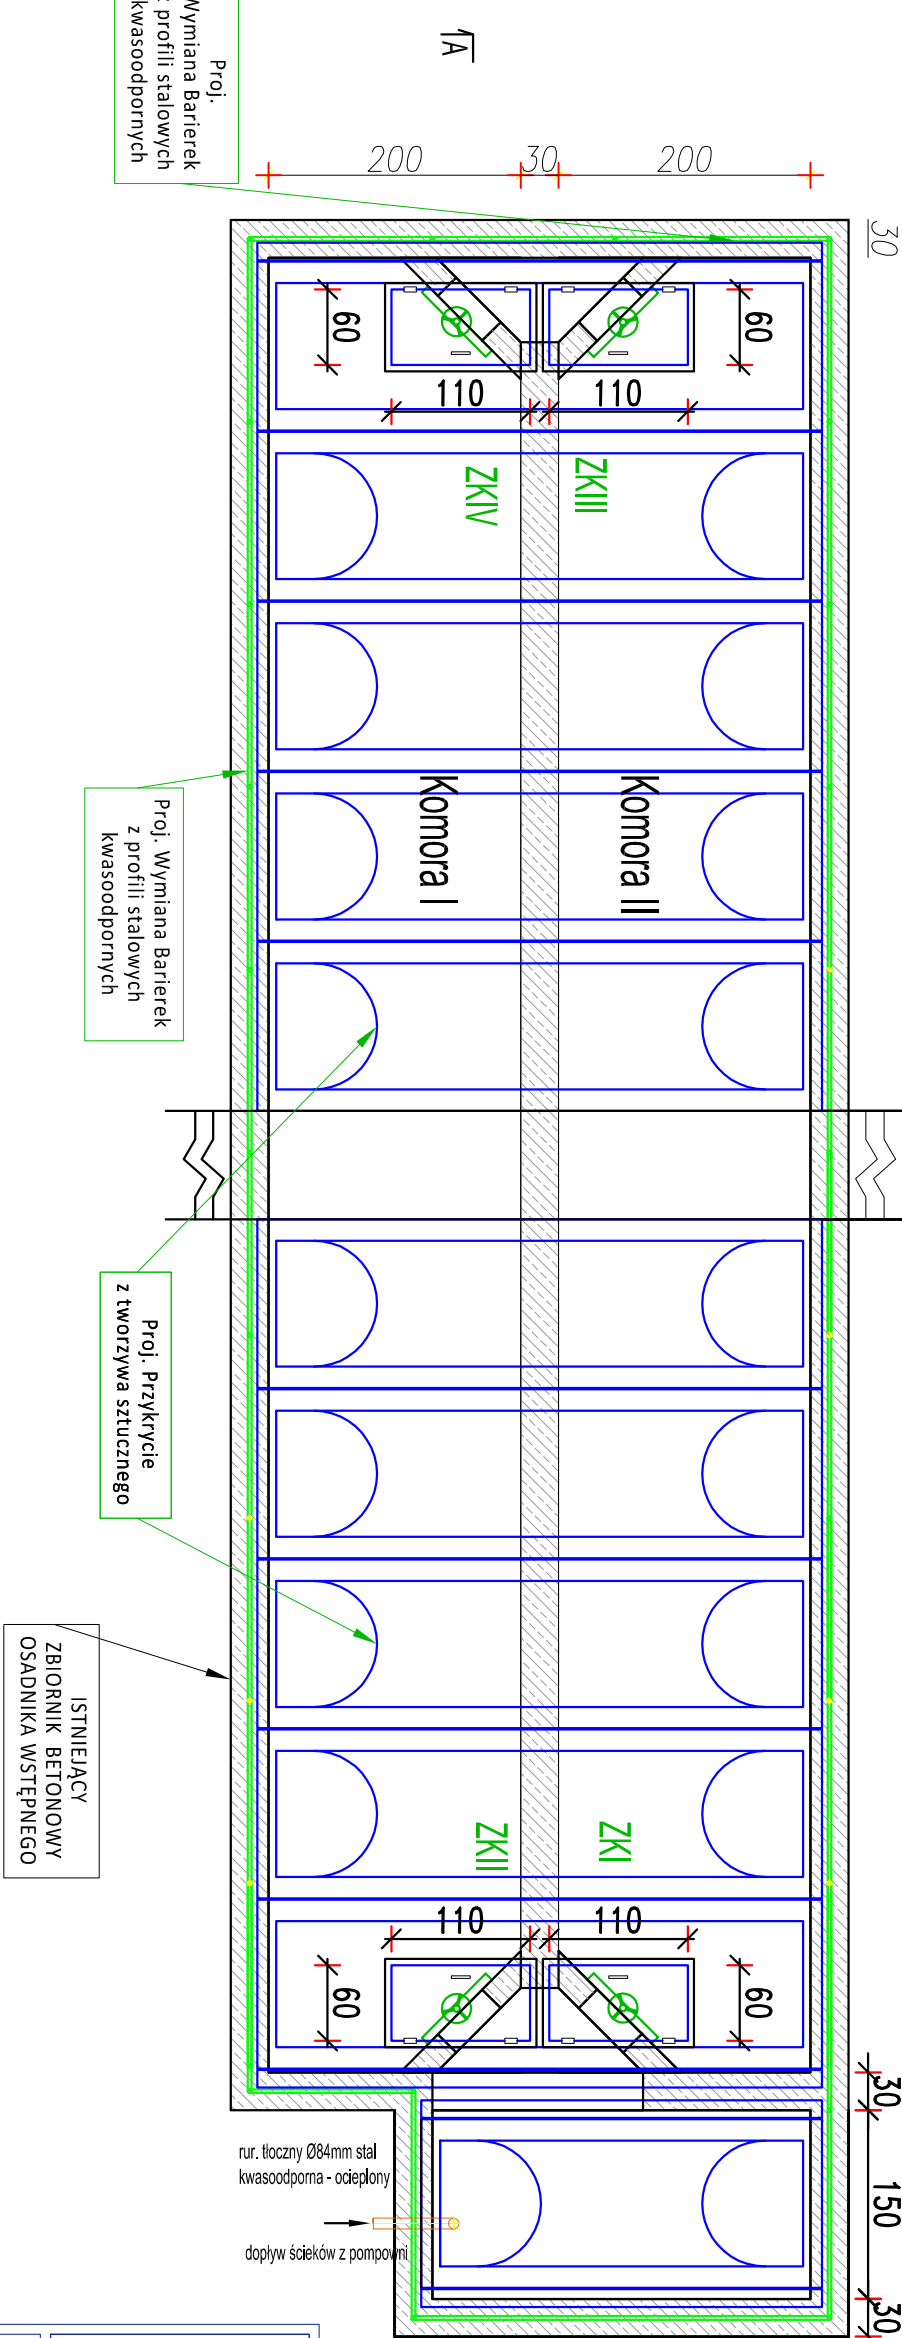 Proj.
Wymiana Barierek
z profili stalowych
kwasoodpornych
A
200
30
200
30
60
60
110
110
ZKIV
ZKIII
Komora I
Komora II
Proj. Wymiana Barierek
z profili stalowych
kwasoodpornych
Proj. Przykrycie
z tworzywa sztucznego
ISTNIEJĄCY
ZBIORNIK BETONOWY
OSADNIKA WSTĘPNEGO
ZKII
ZKI
110
110
60
60
30
150
30
rur. tłoczny Ø84mm stal
kwasoodporna - ocieplony
dopływ ścieków z pompowni